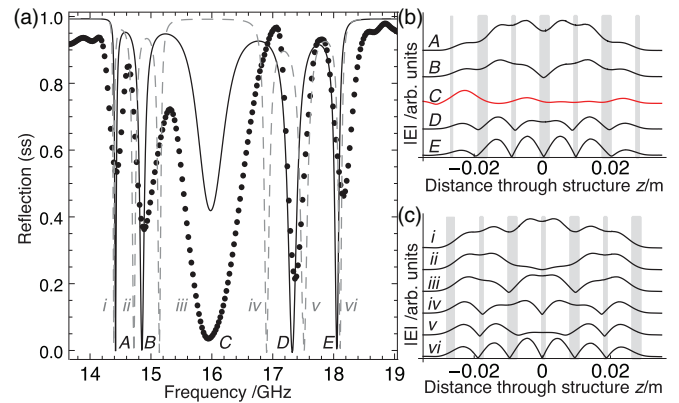 (a)
1.0
0.8
0.6
0.4
0.2
0.0
Reflection (ss)
i
ii
iii
iv
v
vi
A
B
C
D
E
14
15
16
17
18
19
Frequency /GHz
(b)
A
B
C
D
E
|E| /arb. units
−0.02
0
0.02
Distance through structure z/m
(c)
i
ii
iii
iv
v
vi
|E| /arb. units
−0.02
0
0.02
Distance through structure z/m